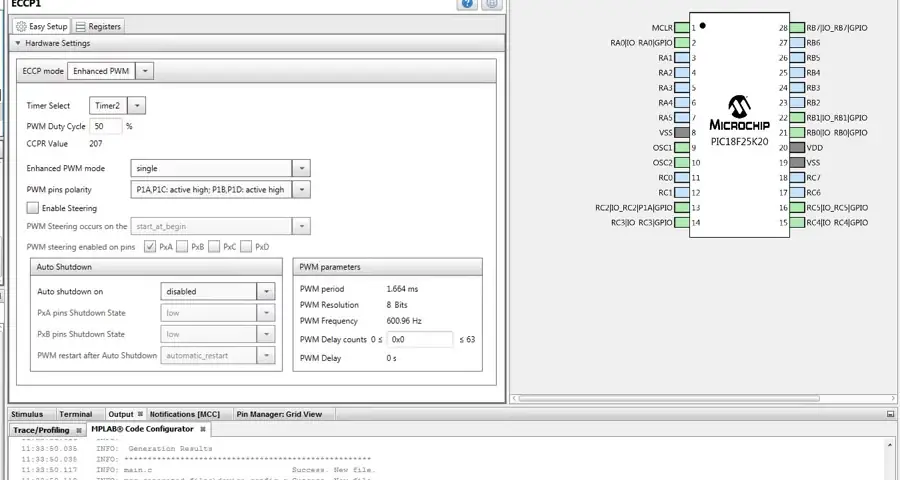 ECCP1
Easy Setup
Registers
Hardware Settings
ECCP mode Enhanced PWM
Timer Select Timer2
PWM Duty Cycle 50 %
CCPR Value 207
Enhanced PWM mode single
PWM pins polarity P1A,P1C: active high; P1B,P1D: active high
Enable Steering
PWM Steering occurs on the start_at_begin
PWM steering enabled on pins PxA PxB PxC PxD
Auto Shutdown
Auto shutdown on disabled
PxA pins Shutdown State low
PxB pins Shutdown State low
PWM restart after Auto Shutdown automatic_restart
PWM parameters
PWM period 1.664 ms
PWM Resolution 8 Bits
PWM Frequency 600.96 Hz
PWM Delay counts 0 ≤ 0x0 ≤ 63
PWM Delay 0 s
MCLR 1 28 RB7|IO_RB7|GPIO
RA0|IO RA0|GPIO 2 27 RB6
RA1 3 26 RB5
RA2 4 25 RB4
RA3 5 24 RB3
RA4 6 23 RB2
RA5 7 22 RB1|IO_RB1|GPIO
VSS 8 21 RB0|IO RB0|GPIO
OSC1 9 20 VDD
OSC2 10 19 VSS
RC0 11 18 RC7
RC1 12 17 RC6
RC2|IO_RC2|P1A|GPIO 13 16 RC5|IO_RC5|GPIO
RC3|IO RC3|GPIO 14 15 RC4|IO RC4|GPIO
MICROCHIP
PIC18F25K20
Stimulus Terminal Output Notifications [MCC] Pin Manager: Grid View
Trace/Profiling MPLAB® Code Configurator
11:33:50.035 INFO: Generation Results
11:33:50.035 INFO: ****************************************************
11:33:50.117 INFO: main.c Success. New file.